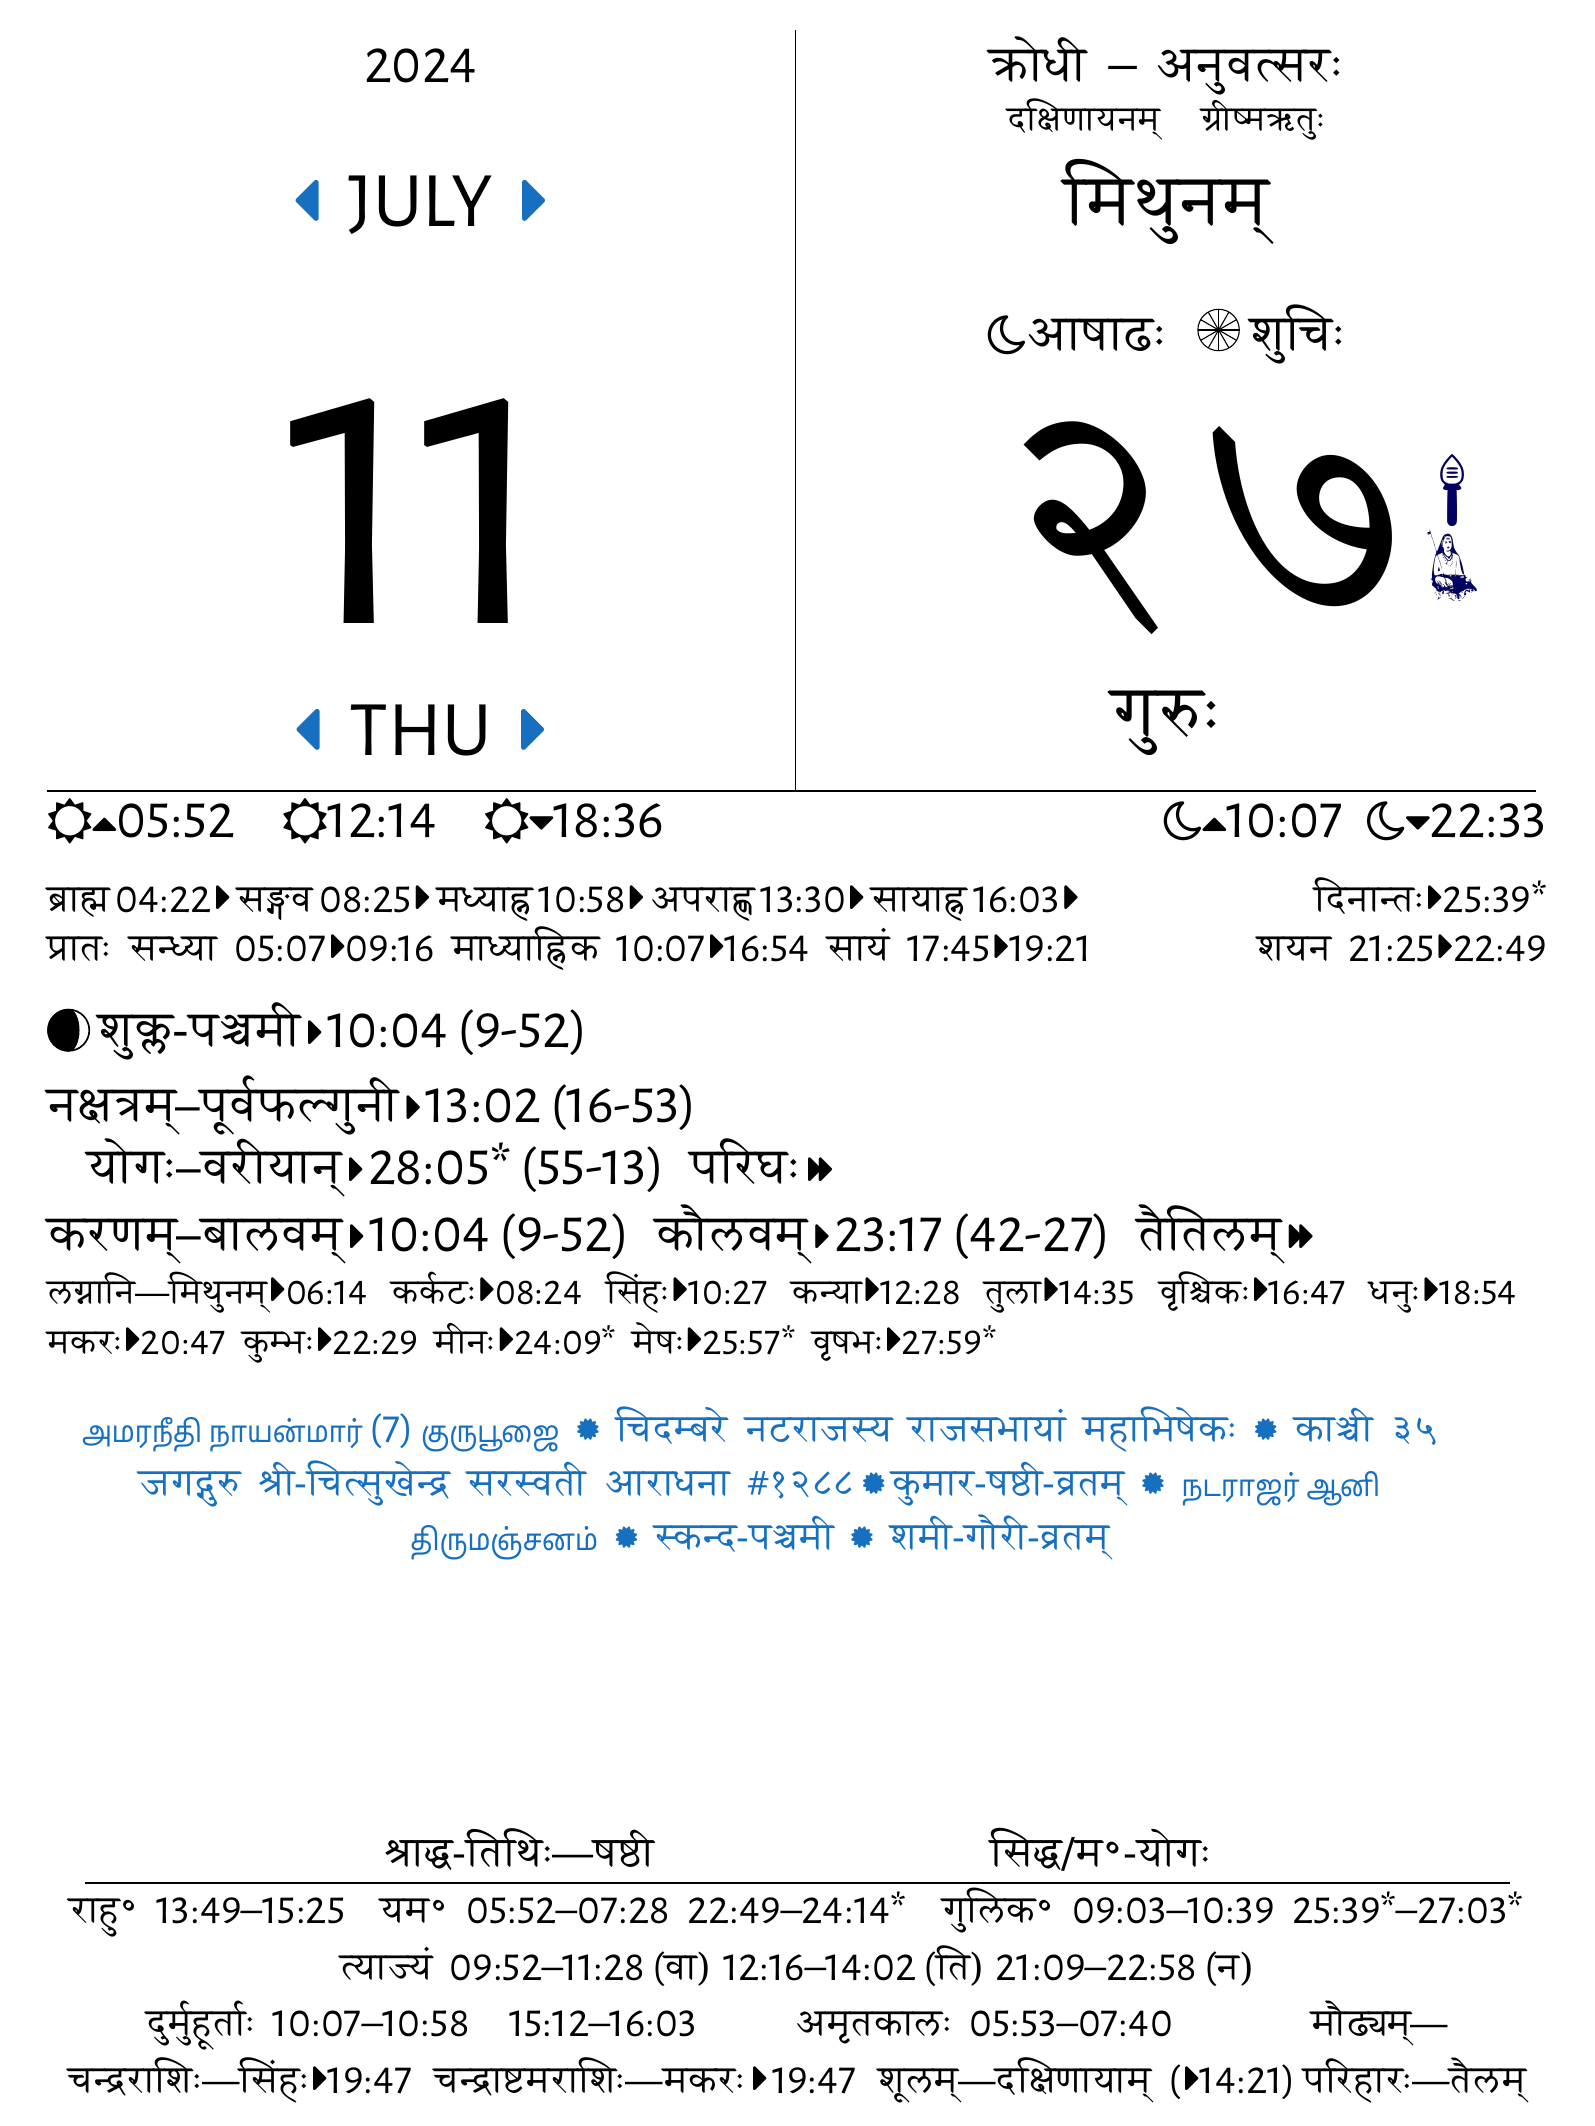 2024
JULY
11
THU
क्रोधी – अनुवत्सरः
दक्षिणायनम् ग्रीष्मऋतुः
मिथुनम्
आषाढः शुचिः
२७
गुरुः
05:52 12:14 18:36 10:07 22:33
ब्राह्म 04:22 सङ्गव 08:25 मध्याह्न 10:58 अपराह्ण 13:30 सायाह्न 16:03 दिनान्तः 25:39*
प्रातः सन्ध्या 05:07 09:16 माध्याह्निक 10:07 16:54 सायं 17:45 19:21 शयन 21:25 22:49
शुक्ल-पञ्चमी 10:04 (9-52)
नक्षत्रम्–पूर्वफल्गुनी 13:02 (16-53)
योगः–वरीयान् 28:05* (55-13) परिघः
करणम्–बालवम् 10:04 (9-52) कौलवम् 23:17 (42-27) तैतिलम्
लग्नानि—मिथुनम् 06:14 कर्कटः 08:24 सिंहः 10:27 कन्या 12:28 तुला 14:35 वृश्चिकः 16:47 धनुः 18:54
मकरः 20:47 कुम्भः 22:29 मीनः 24:09* मेषः 25:57* वृषभः 27:59*
அமரநீதி நாயன்மார் (7) குருபூஜை ✹ चिदम्बरे नटराजस्य राजसभायां महाभिषेकः ✹ काञ्ची ३५
जगद्गुरु श्री-चित्सुखेन्द्र सरस्वती आराधना #१२८८ ✹ कुमार-षष्ठी-व्रतम् ✹ நடராஜர் ஆனி
திருமஞ்சனம் ✹ स्कन्द-पञ्चमी ✹ शमी-गौरी-व्रतम्
श्राद्ध-तिथिः—षष्ठी सिद्ध/म॰-योगः
राहु॰ 13:49–15:25 यम॰ 05:52–07:28 22:49–24:14* गुलिक॰ 09:03–10:39 25:39*–27:03*
त्याज्यं 09:52–11:28 (वा) 12:16–14:02 (ति) 21:09–22:58 (न)
दुर्मुहूर्ताः 10:07–10:58 15:12–16:03 अमृतकालः 05:53–07:40 मौढ्यम्—
चन्द्रराशिः—सिंहः 19:47 चन्द्राष्टमराशिः—मकरः 19:47 शूलम्—दक्षिणायाम् ( 14:21) परिहारः—तैलम्